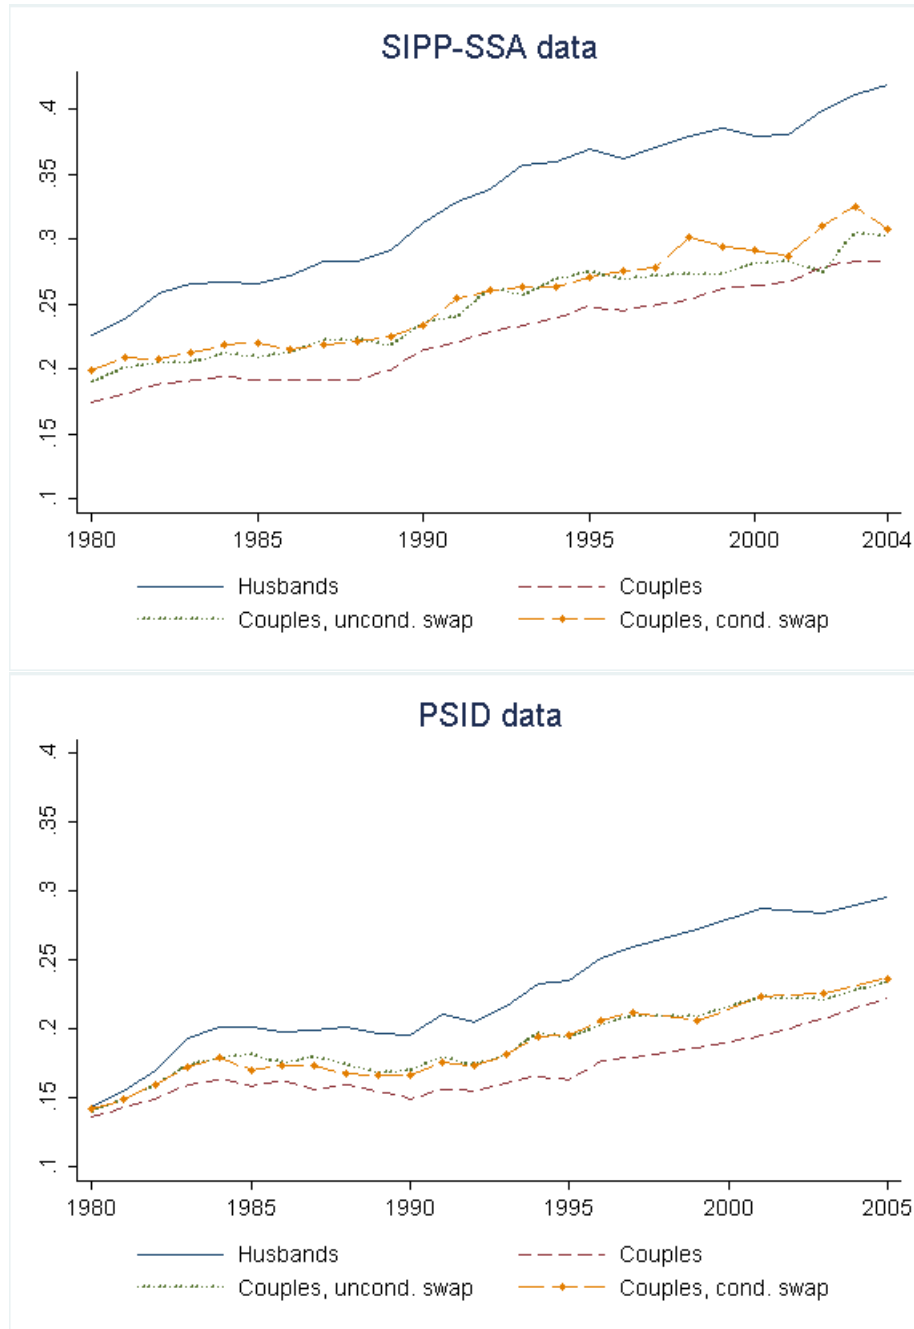 SIPP-SSA data
.4
.35
.3
.25
.2
.15
.1
1980 1985 1990 1995 2000 2004
Husbands Couples
Couples, uncond. swap Couples, cond. swap
PSID data
.4
.35
.3
.25
.2
.15
.1
1980 1985 1990 1995 2000 2005
Husbands Couples
Couples, uncond. swap Couples, cond. swap